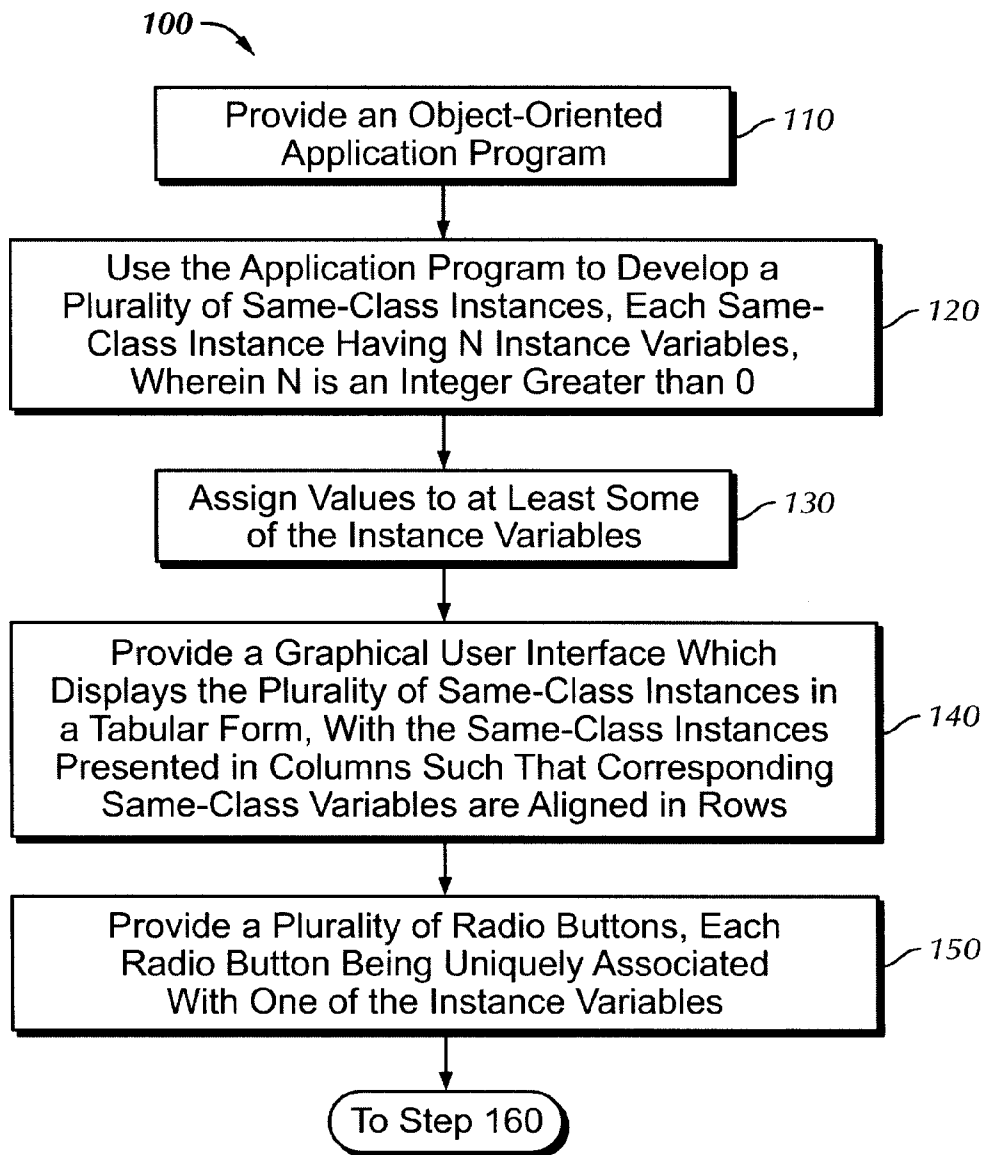 100
Provide an Object-Oriented
Application Program
110
Use the Application Program to Develop a
Plurality of Same-Class Instances, Each Same-
Class Instance Having N Instance Variables,
Wherein N is an Integer Greater than 0
120
Assign Values to at Least Some
of the Instance Variables
130
Provide a Graphical User Interface Which
Displays the Plurality of Same-Class Instances in
a Tabular Form, With the Same-Class Instances
Presented in Columns Such That Corresponding
Same-Class Variables are Aligned in Rows
140
Provide a Plurality of Radio Buttons, Each
Radio Button Being Uniquely Associated
With One of the Instance Variables
150
To Step 160